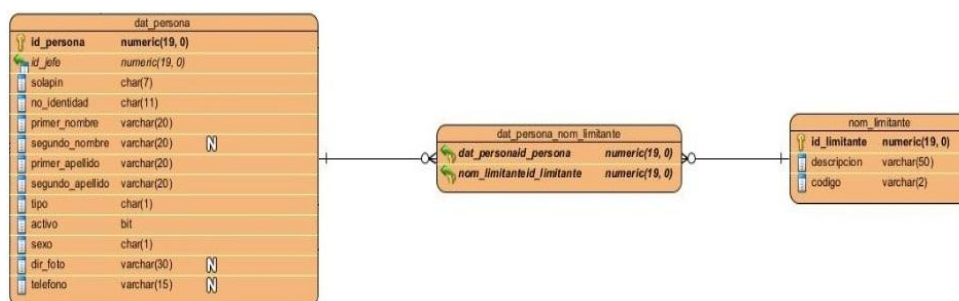 dat_persona
id_persona numeric(19, 0)
id_jefe numeric(19, 0)
solapin char(7)
no_identidad char(11)
primer_nombre varchar(20)
segundo_nombre varchar(20) N
primer_apellido varchar(20)
segundo_apellido varchar(20)
tipo char(1)
activo bit
sexo char(1)
dir_foto varchar(30) N
telefono varchar(15) N
dat_persona_nom_limitante
dat_personaid_persona numeric(19, 0)
nom_limitanteid_limitante numeric(19, 0)
nom_limitante
id_limitante numeric(19, 0)
descripcion varchar(50)
codigo varchar(2)